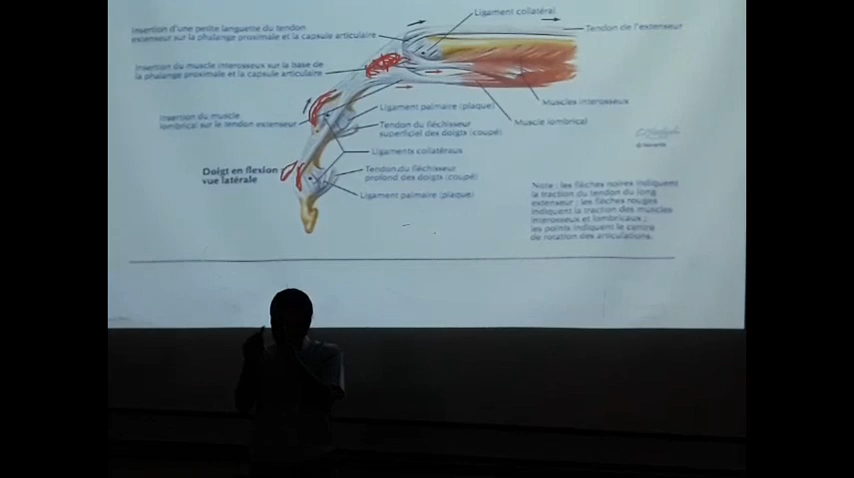 Ligament collatéral
Insertion d'une petite languette du tendon
extenseur sur la phalange proximale et la capsule articulaire
Tendon de l'extenseur
Insertion du muscle interosseux sur la base de
la phalange proximale et la capsule articulaire
Muscles interosseux
Insertion du muscle
lombrical sur le tendon extenseur
Ligament palmaire (plaque)
Muscle lombrical
Tendon du fléchisseur
superficiel des doigts (coupé)
Ligaments collatéraux
Doigt en flexion
vue latérale
Tendon du fléchisseur
profond des doigts (coupé)
Ligament palmaire (plaque)
Note : les flèches noires indiquent
la traction du tendon du long
extenseur ; les flèches rouges
indiquent la traction des muscles
interosseux et lombricaux ;
les points indiquent le centre
de rotation des articulations.